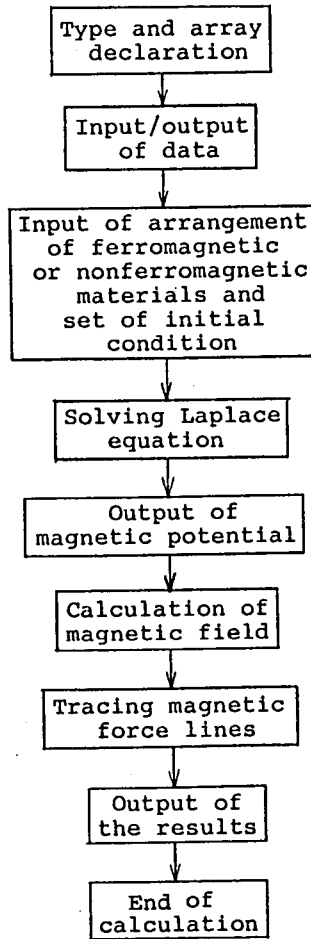 Type and array
declaration
Input/output
of data
Input of arrangement
of ferromagnetic
or nonferromagnetic
materials and
set of initial
condition
Solving Laplace
equation
Output of
magnetic potential
Calculation of
magnetic field
Tracing magnetic
force lines
Output of
the results
End of
calculation